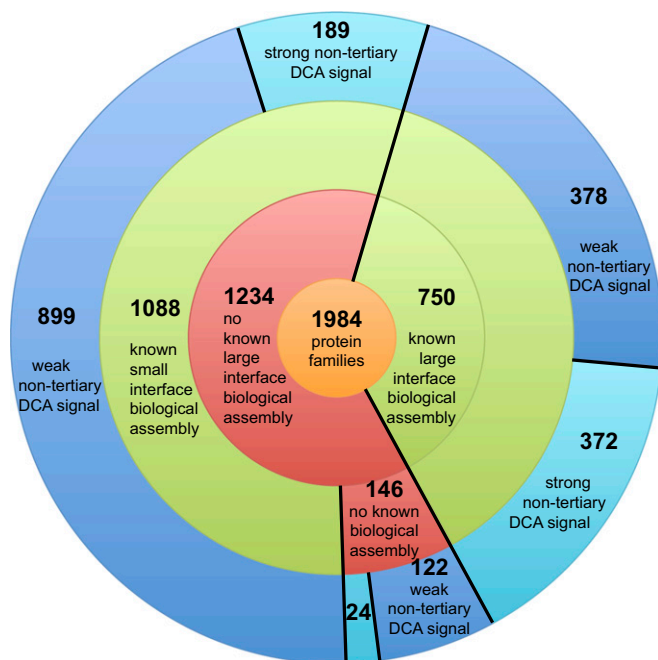 189
strong non-tertiary
DCA signal
378
weak
non-tertiary
DCA signal
899
weak
non-tertiary
DCA signal
1088
known
small
interface
biological
assembly
1234
no
known
large
interface
biological
assembly
1984
protein
families
750
known
large
interface
biological
assembly
372
strong
non-tertiary
DCA signal
146
no known
biological
assembly
24
122
weak
non-tertiary
DCA signal